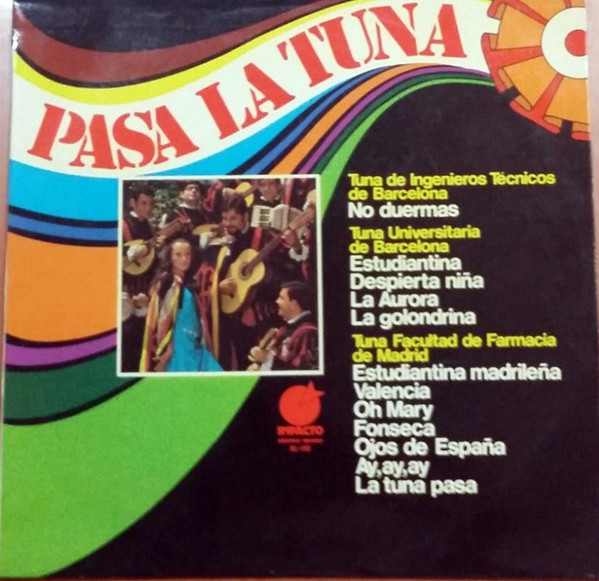 PASA LA TUNA
Tuna de Ingenieros Técnicos
de Barcelona
No duermas
Tuna Universitaria
de Barcelona
Estudiantina
Despierta niña
La Aurora
La golondrina
Tuna Facultad de Farmacia
de Madrid
Estudiantina madrileña
Valencia
Oh Mary
Fonseca
Ojos de España
Ay,ay,ay
La tuna pasa
IMPACTO